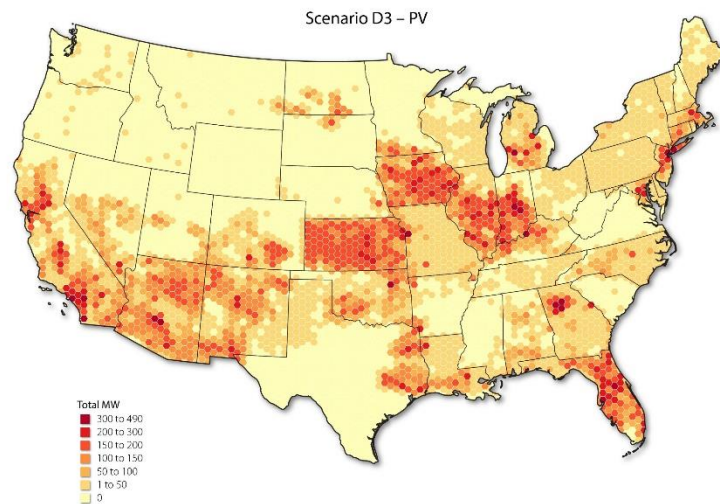 Scenario D3 – PV
Total MW
300 to 490
200 to 300
150 to 200
100 to 150
50 to 100
1 to 50
0